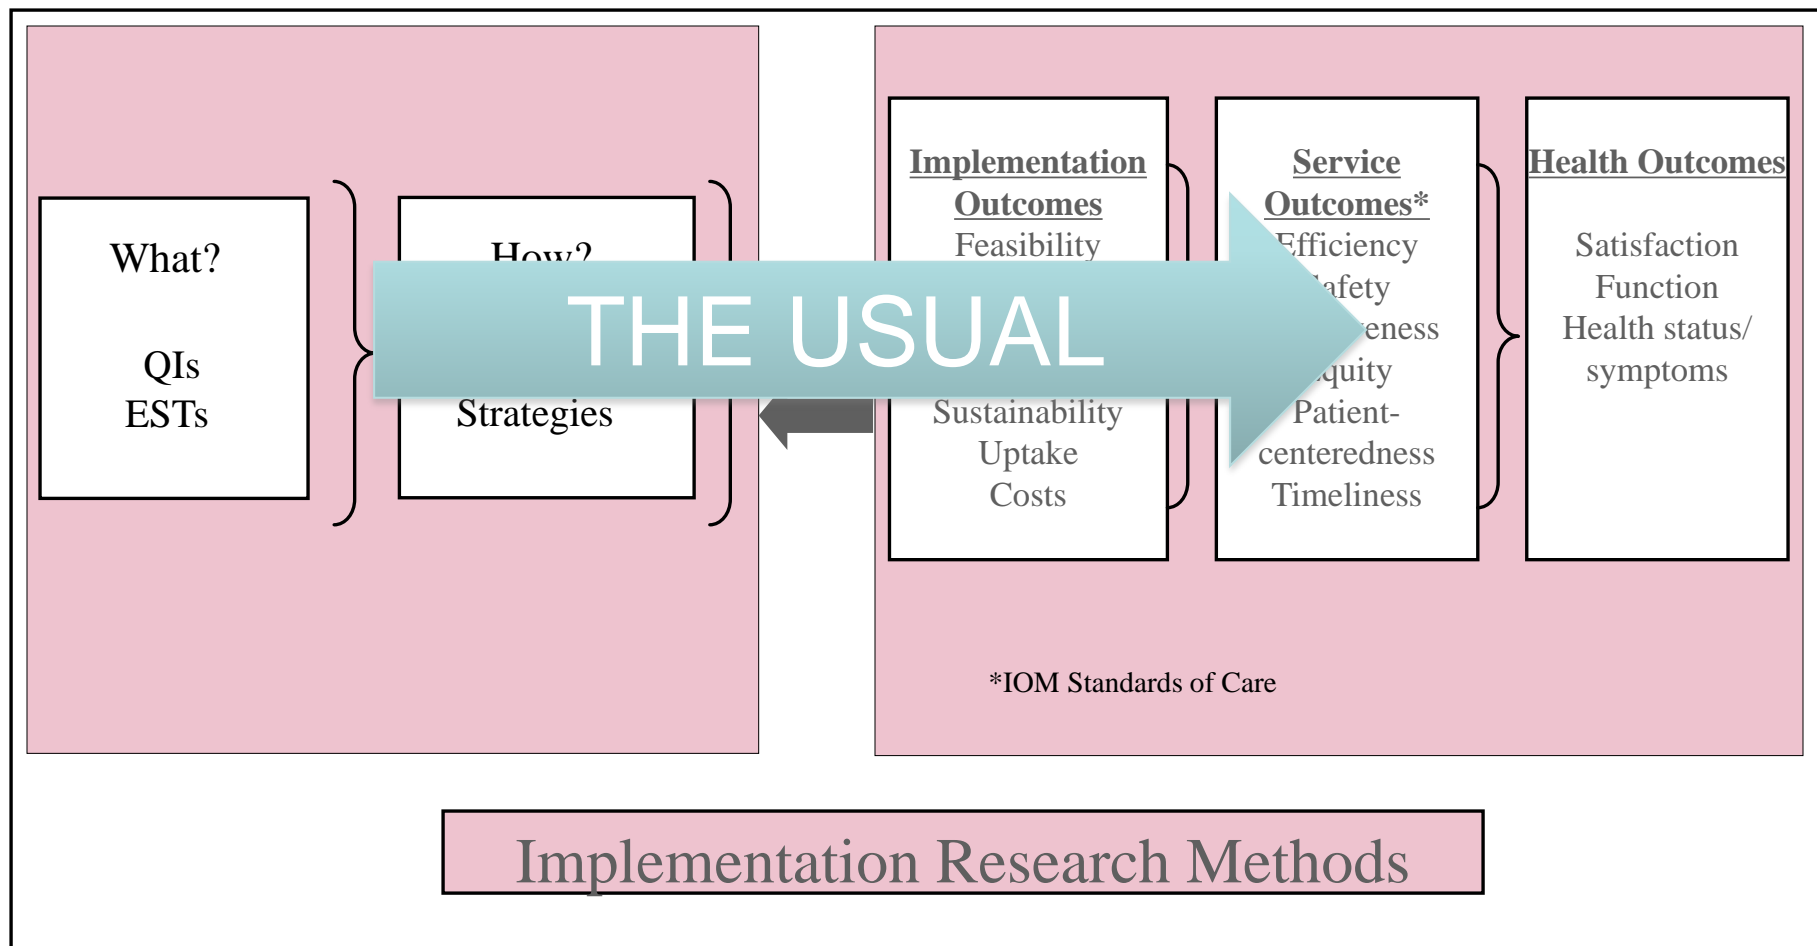 What?
QIs
ESTs
How?
Strategies
THE USUAL
Implementation
Outcomes
Feasibility
Sustainability
Uptake
Costs
Service
Outcomes*
Efficiency
Equity
Patient-
centeredness
Timeliness
Health Outcomes
Satisfaction
Function
Health status/
symptoms
*IOM Standards of Care
Implementation Research Methods